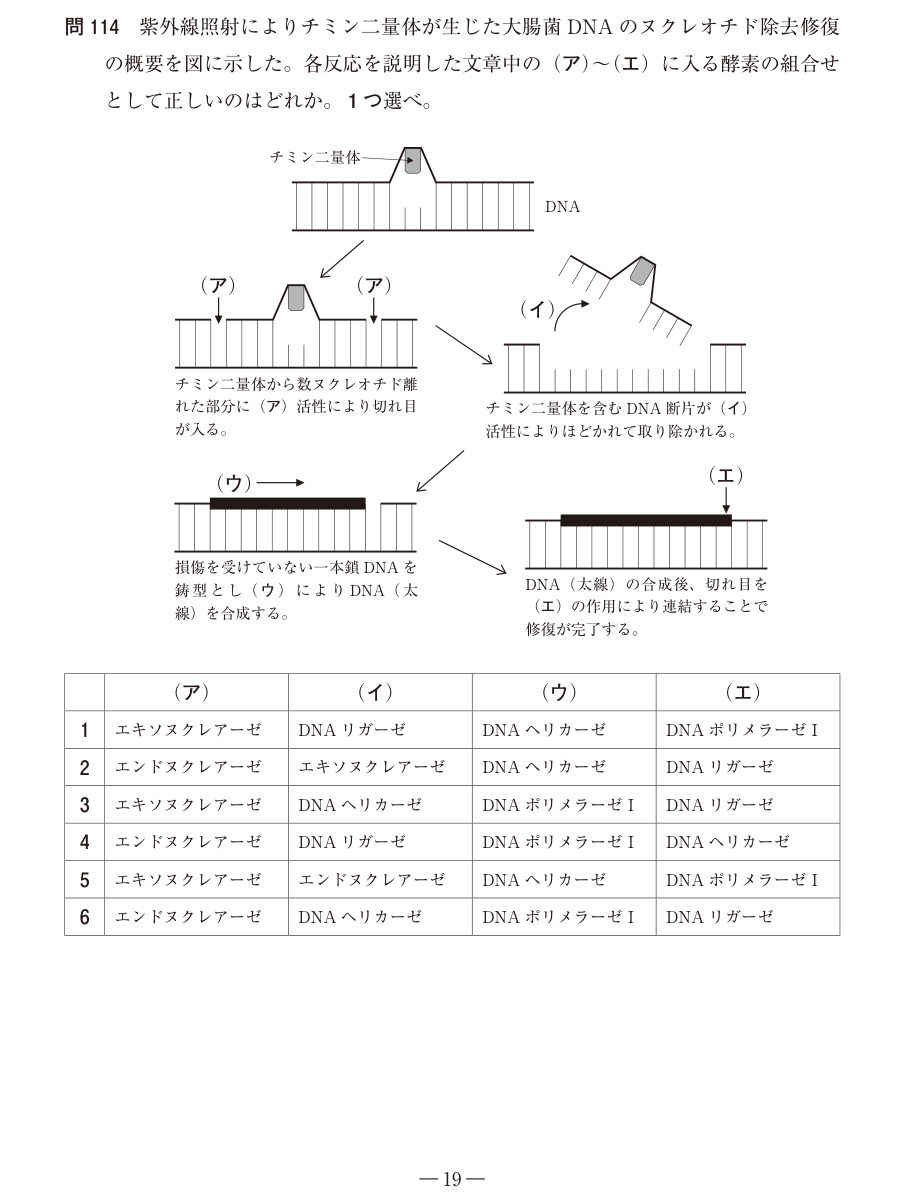 問 114 紫外線照射によりチミン二量体が生じた大腸菌 DNA のヌクレオチド除去修復
の概要を図に示した。各反応を説明した文章中の（ア）～（エ）に入る酵素の組合せ
として正しいのはどれか。1つ選べ。
チミン二量体
DNA
（ア） （ア）
（イ）
チミン二量体から数ヌクレオチド離
れた部分に（ア）活性により切れ目
が入る。
チミン二量体を含む DNA 断片が（イ）
活性によりほどかれて取り除かれる。
（ウ）
（エ）
損傷を受けていない一本鎖 DNA を
鋳型とし（ウ）により DNA（太
線）を合成する。
DNA（太線）の合成後、切れ目を
（エ）の作用により連結することで
修復が完了する。
（ア） （イ） （ウ） （エ）
1 エキソヌクレアーゼ DNA リガーゼ DNA ヘリカーゼ DNA ポリメラーゼ I
2 エンドヌクレアーゼ エキソヌクレアーゼ DNA ヘリカーゼ DNA リガーゼ
3 エキソヌクレアーゼ DNA ヘリカーゼ DNA ポリメラーゼ I DNA リガーゼ
4 エンドヌクレアーゼ DNA リガーゼ DNA ポリメラーゼ I DNA ヘリカーゼ
5 エキソヌクレアーゼ エンドヌクレアーゼ DNA ヘリカーゼ DNA ポリメラーゼ I
6 エンドヌクレアーゼ DNA ヘリカーゼ DNA ポリメラーゼ I DNA リガーゼ
― 19 ―